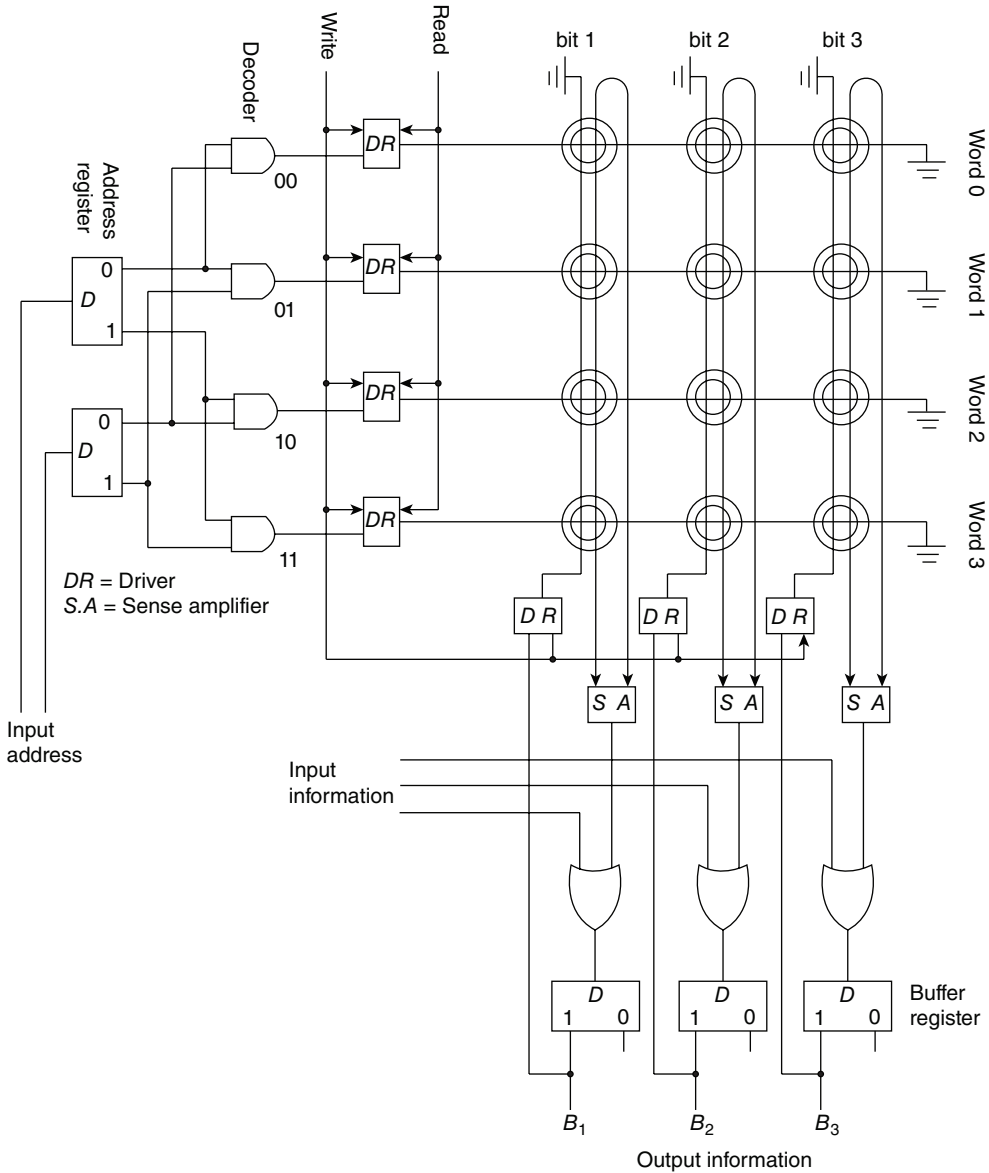 Write
Read
bit 1
bit 2
bit 3
Decoder
DR
00
Word 0
Address
register
0
D
1
DR
01
Word 1
DR
0
D
1
10
Word 2
DR
11
Word 3
DR = Driver
S.A = Sense amplifier
D R
D R
D R
S A
S A
S A
Input
address
Input
information
D
1 0
D
1 0
D
1 0
Buffer
register
B1
B2
B3
Output information